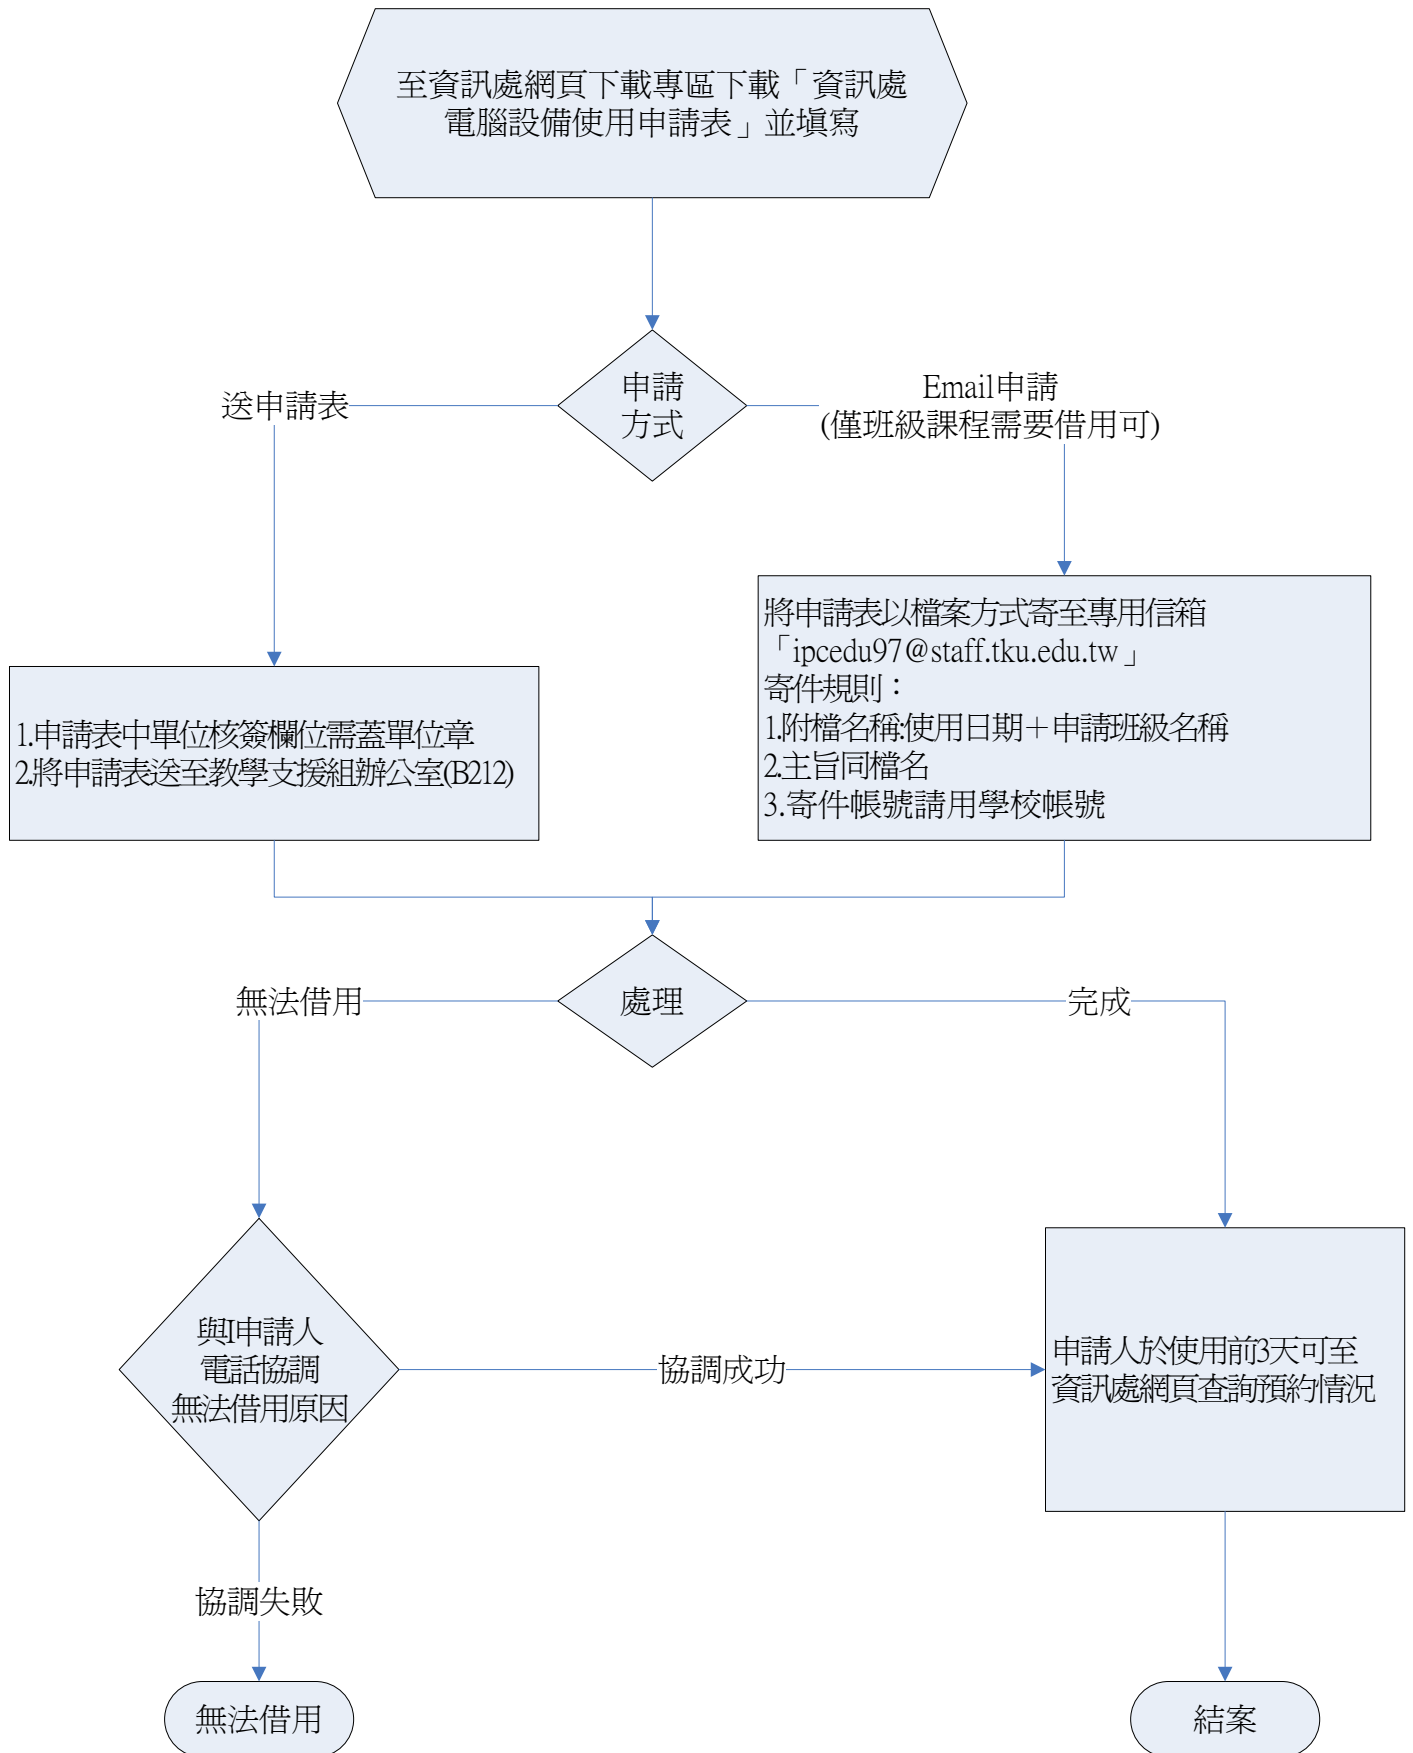 至資訊處網頁下載專區下載「資訊處
電腦設備使用申請表」並填寫
申請
方式
送申請表
Email申請
(僅班級課程需要借用可)
1.申請表中單位核簽欄位需蓋單位章
2.將申請表送至教學支援組辦公室(B212)
將申請表以檔案方式寄至專用信箱
「ipcedu97@staff.tku.edu.tw」
寄件規則：
1.附檔名稱:使用日期＋申請班級名稱
2.主旨同檔名
3.寄件帳號請用學校帳號
處理
無法借用
完成
與I申請人
電話協調
無法借用原因
協調成功
申請人於使用前3天可至
資訊處網頁查詢預約情況
協調失敗
無法借用
結案